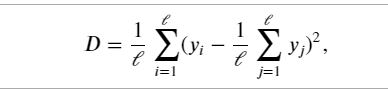 D = \frac{1}{\ell} \sum_{i=1}^{\ell} (y_i - \frac{1}{\ell} \sum_{j=1}^{\ell} y_j)^2,